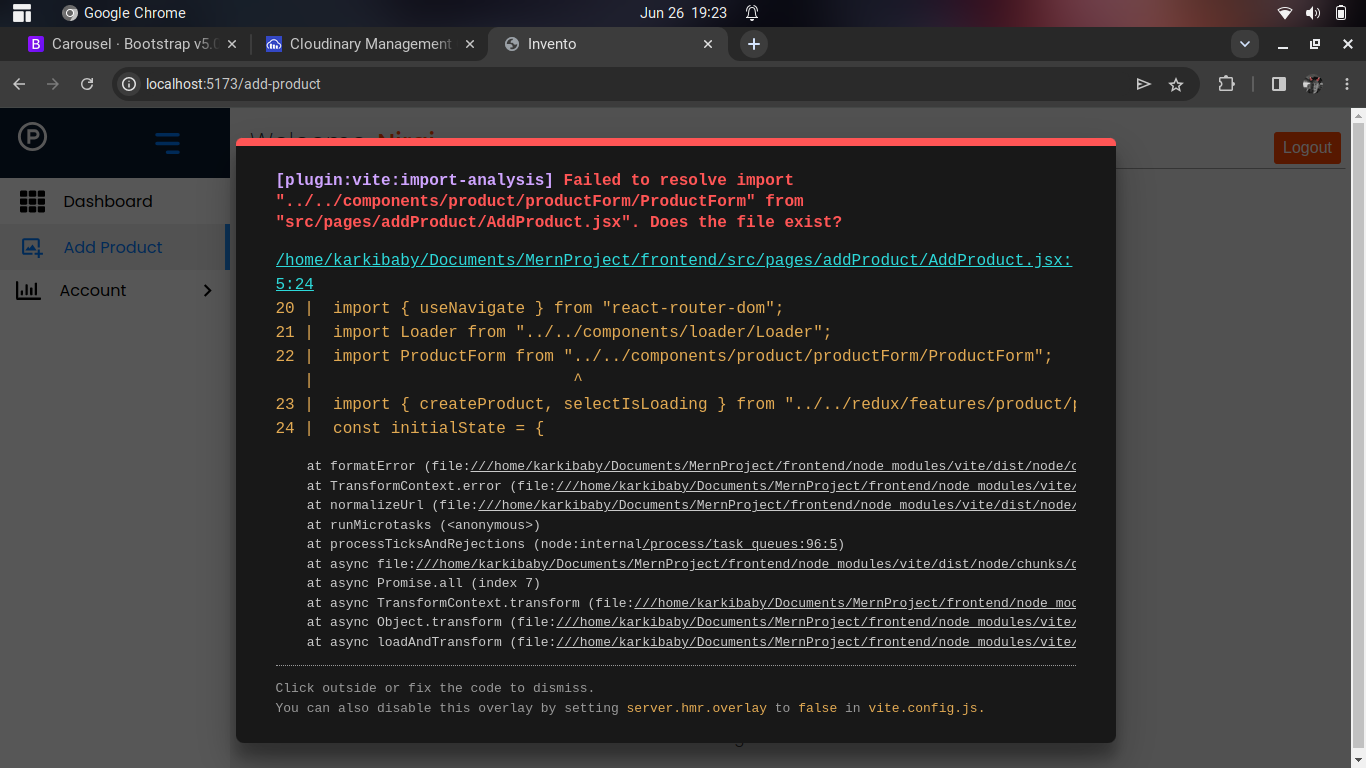 Google Chrome
Jun 26 19:23
Carousel · Bootstrap v5.0
Cloudinary Management
Invento
localhost:5173/add-product
P
Welcome Nirgi
Logout
Dashboard
Add Product
Account
[plugin:vite:import-analysis] Failed to resolve import
"../../components/product/productForm/ProductForm" from
"src/pages/addProduct/AddProduct.jsx". Does the file exist?
/home/karkibaby/Documents/MernProject/frontend/src/pages/addProduct/AddProduct.jsx:
5:24
20 | import { useNavigate } from "react-router-dom";
21 | import Loader from "../../components/loader/Loader";
22 | import ProductForm from "../../components/product/productForm/ProductForm";
| ^
23 | import { createProduct, selectIsLoading } from "../../redux/features/product/p
24 | const initialState = {
at formatError (file:///home/karkibaby/Documents/MernProject/frontend/node_modules/vite/dist/node/c
at TransformContext.error (file:///home/karkibaby/Documents/MernProject/frontend/node_modules/vite/
at normalizeUrl (file:///home/karkibaby/Documents/MernProject/frontend/node_modules/vite/dist/node/
at runMicrotasks (<anonymous>)
at processTicksAndRejections (node:internal/process/task_queues:96:5)
at async file:///home/karkibaby/Documents/MernProject/frontend/node_modules/vite/dist/node/chunks/d
at async Promise.all (index 7)
at async TransformContext.transform (file:///home/karkibaby/Documents/MernProject/frontend/node_mod
at async Object.transform (file:///home/karkibaby/Documents/MernProject/frontend/node_modules/vite/
at async loadAndTransform (file:///home/karkibaby/Documents/MernProject/frontend/node_modules/vite/
Click outside or fix the code to dismiss.
You can also disable this overlay by setting server.hmr.overlay to false in vite.config.js.